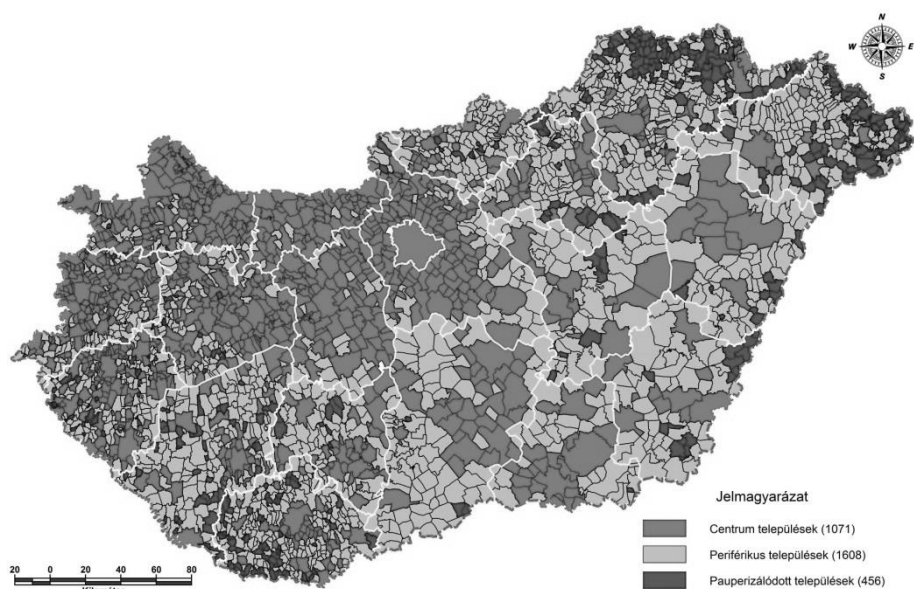 N
W E
S
Jelmagyarázat
Centrum települések (1071)
Periférikus települések (1608)
Pauperizálódott települések (456)
20 0 20 40 60 80